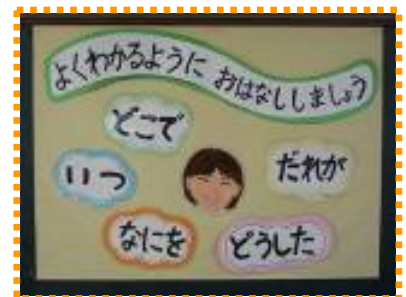 よくわかるように おはなししましょう
どこで
いつ
だれが
なにを
どうした